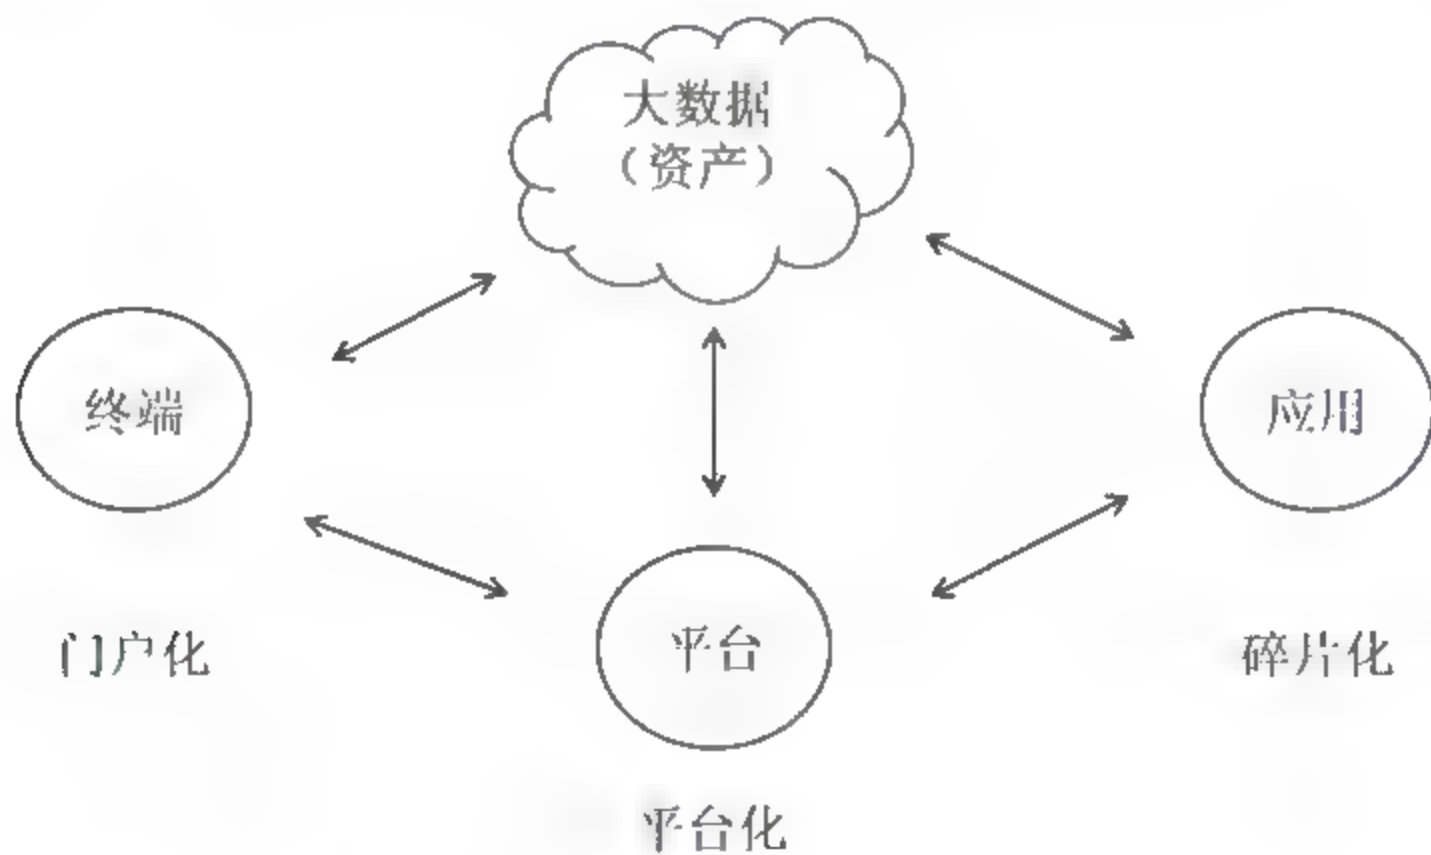 大数据
（资产）
终端
应用
门户化
平台
碎片化
平台化